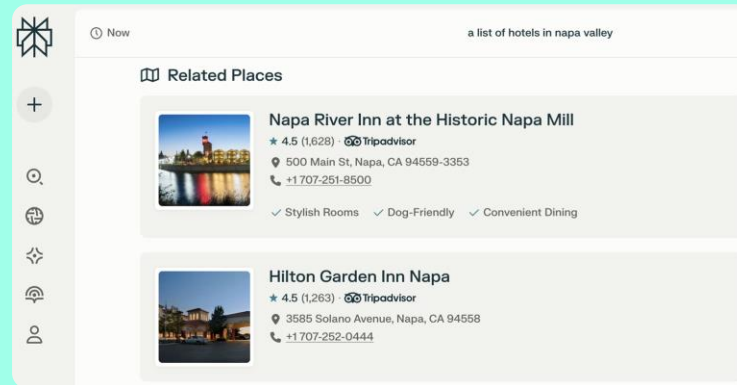 Now
a list of hotels in napa valley
Related Places
Napa River Inn at the Historic Napa Mill
4.5 (1,628) · Tripadvisor
500 Main St, Napa, CA 94559-3353
+1 707-251-8500
Stylish Rooms Dog-Friendly Convenient Dining
Hilton Garden Inn Napa
4.5 (1,263) · Tripadvisor
3585 Solano Avenue, Napa, CA 94558
+1 707-252-0444